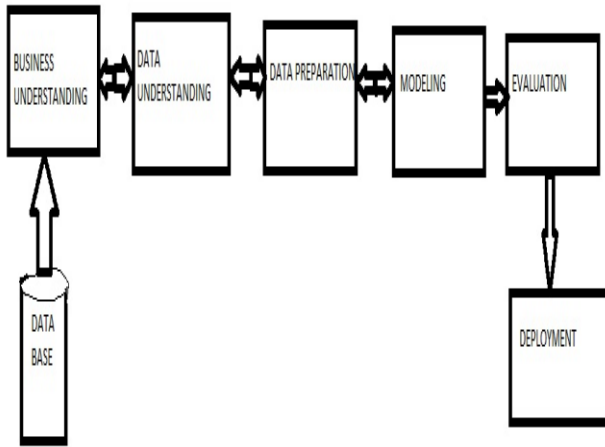 BUSINESS
UNDERSTANDING
DATA
UNDERSTANDING
DATA PREPARATION
MODELING
EVALUATION
DATA
BASE
DEPLOYMENT